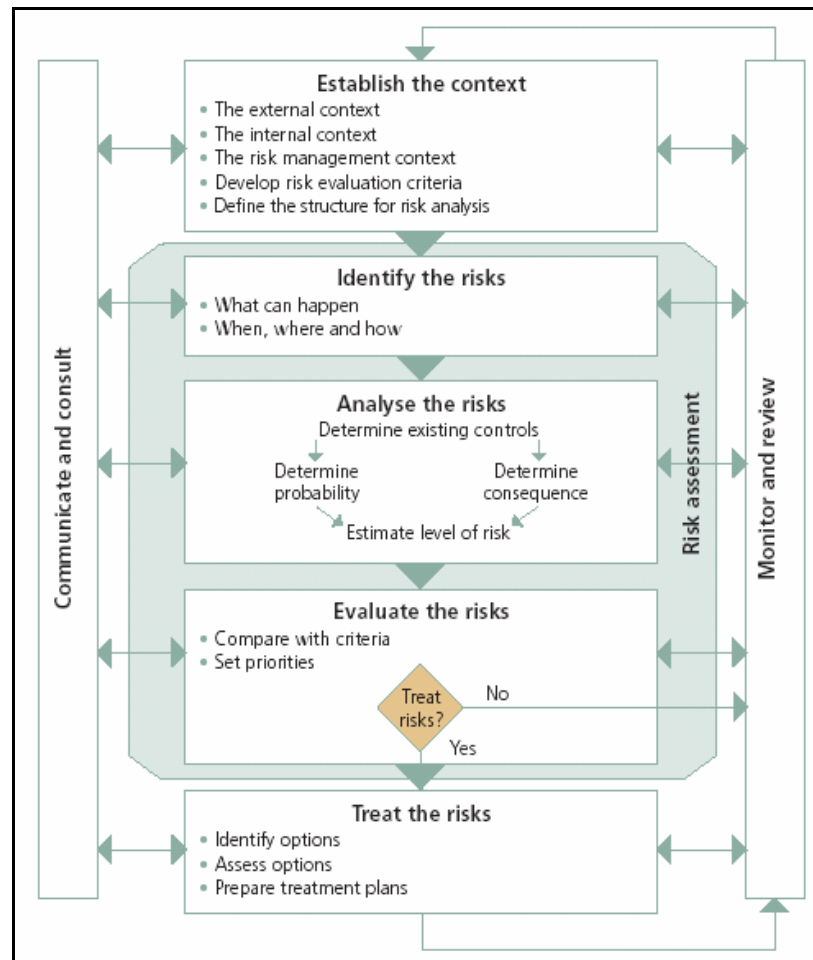 Establish the context
• The external context
• The internal context
• The risk management context
• Develop risk evaluation criteria
• Define the structure for risk analysis
Identify the risks
• What can happen
• When, where and how
Analyse the risks
Determine existing controls
Determine
probability
Determine
consequence
Estimate level of risk
Evaluate the risks
• Compare with criteria
• Set priorities
Treat
risks?
No
Yes
Treat the risks
• Identify options
• Assess options
• Prepare treatment plans
Communicate and consult
Risk assessment
Monitor and review